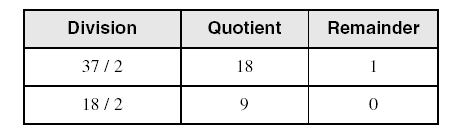 Division Quotient Remainder
37 / 2 18 1
18 / 2 9 0